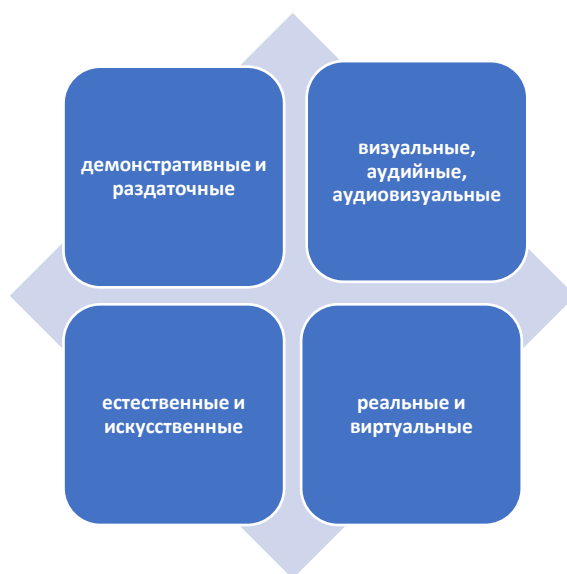 демонстративные и
раздаточные
визуальные,
аудийные,
аудиовизуальные
естественные и
искусственные
реальные и
виртуальные